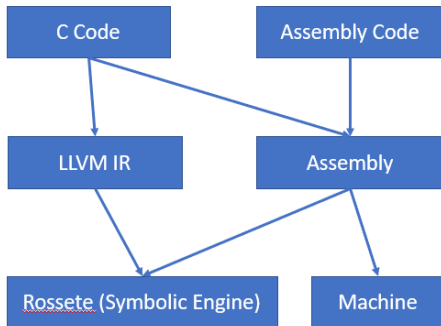 C Code
Assembly Code
LLVM IR
Assembly
Rossete (Symbolic Engine)
Machine